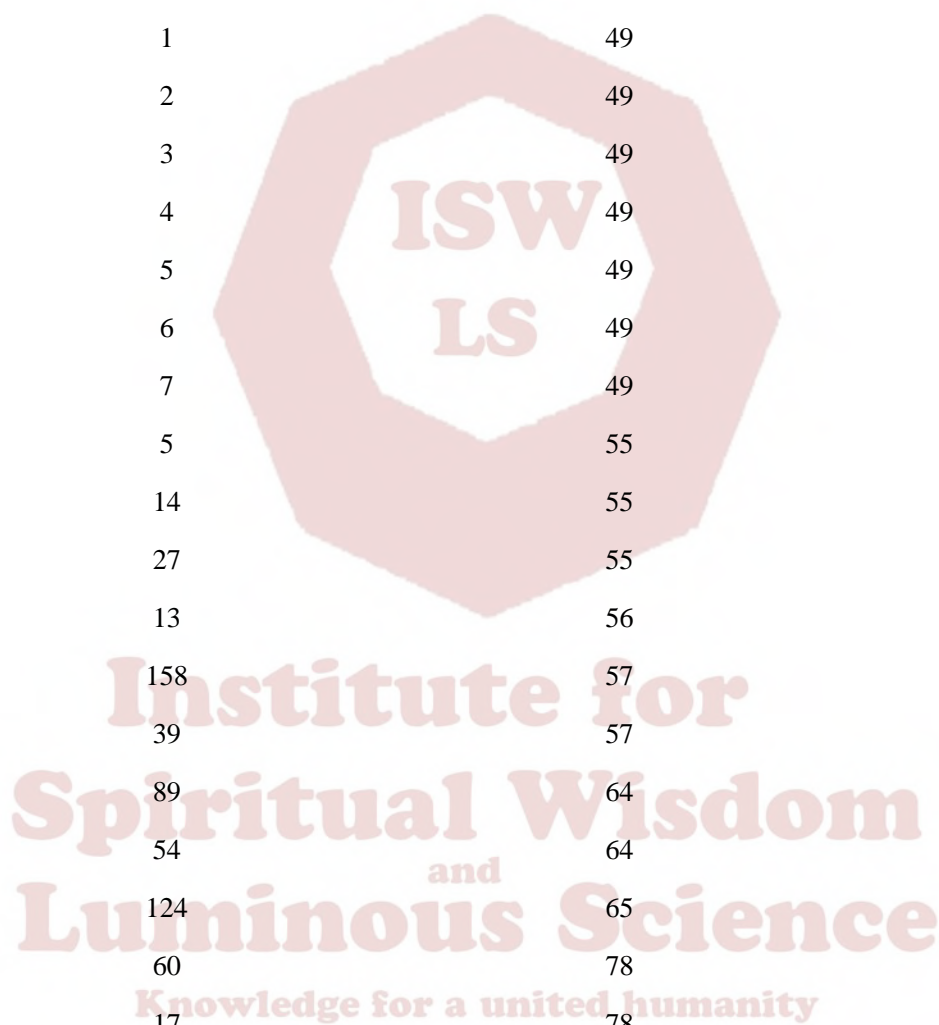 1 49
2 49
3 49
ISW
4 49
5 49
LS
6 49
7 49
5 55
14 55
27 55
13 56
Institute for
158 57
39 57
Spiritual Wisdom
89 64
54 64
and
Luminous Science
124 65
60 78
Knowledge for a united humanity
17 78